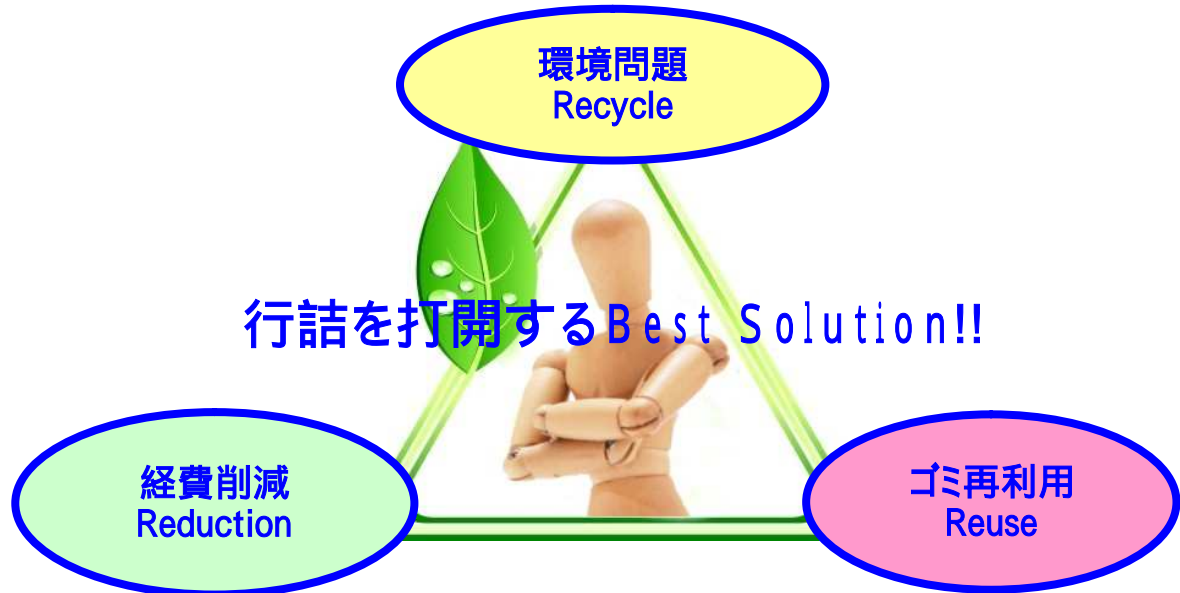 環境問題
Recycle
行詰を打開するBest Solution!!
経費削減
Reduction
ゴミ再利用
Reuse